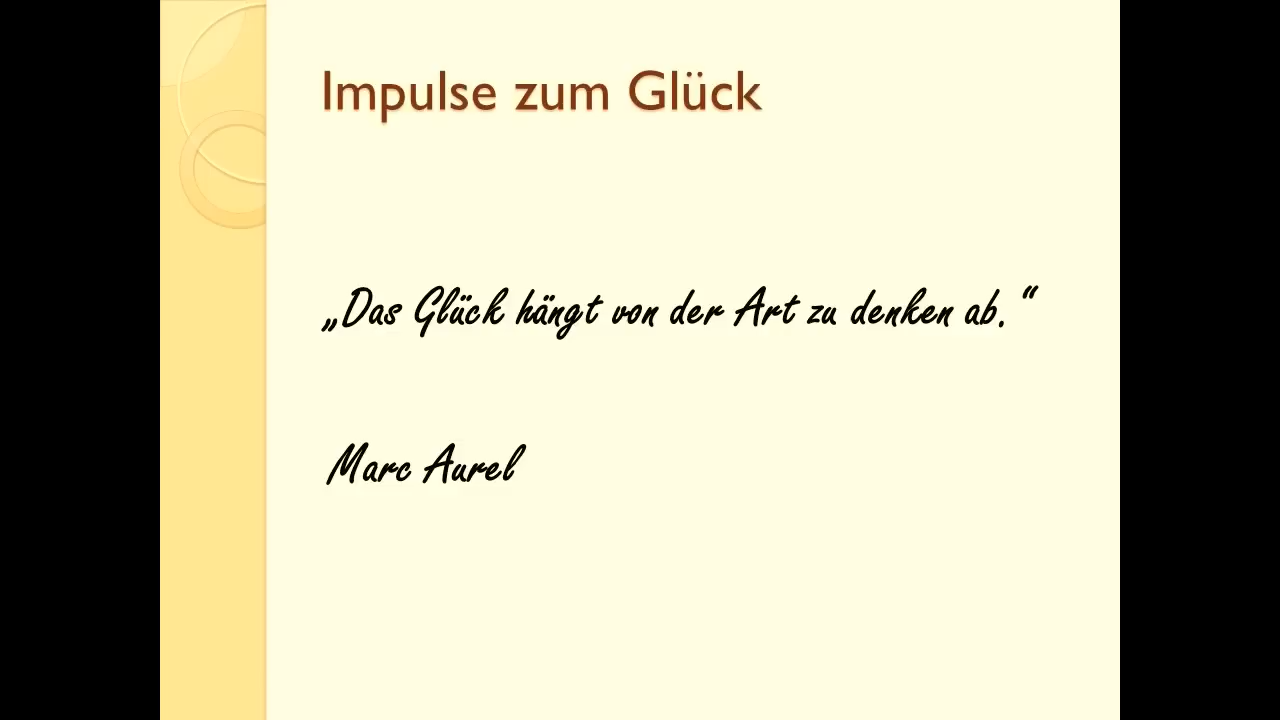 Impulse zum Glück
„Das Glück hängt von der Art zu denken ab.“
Marc Aurel